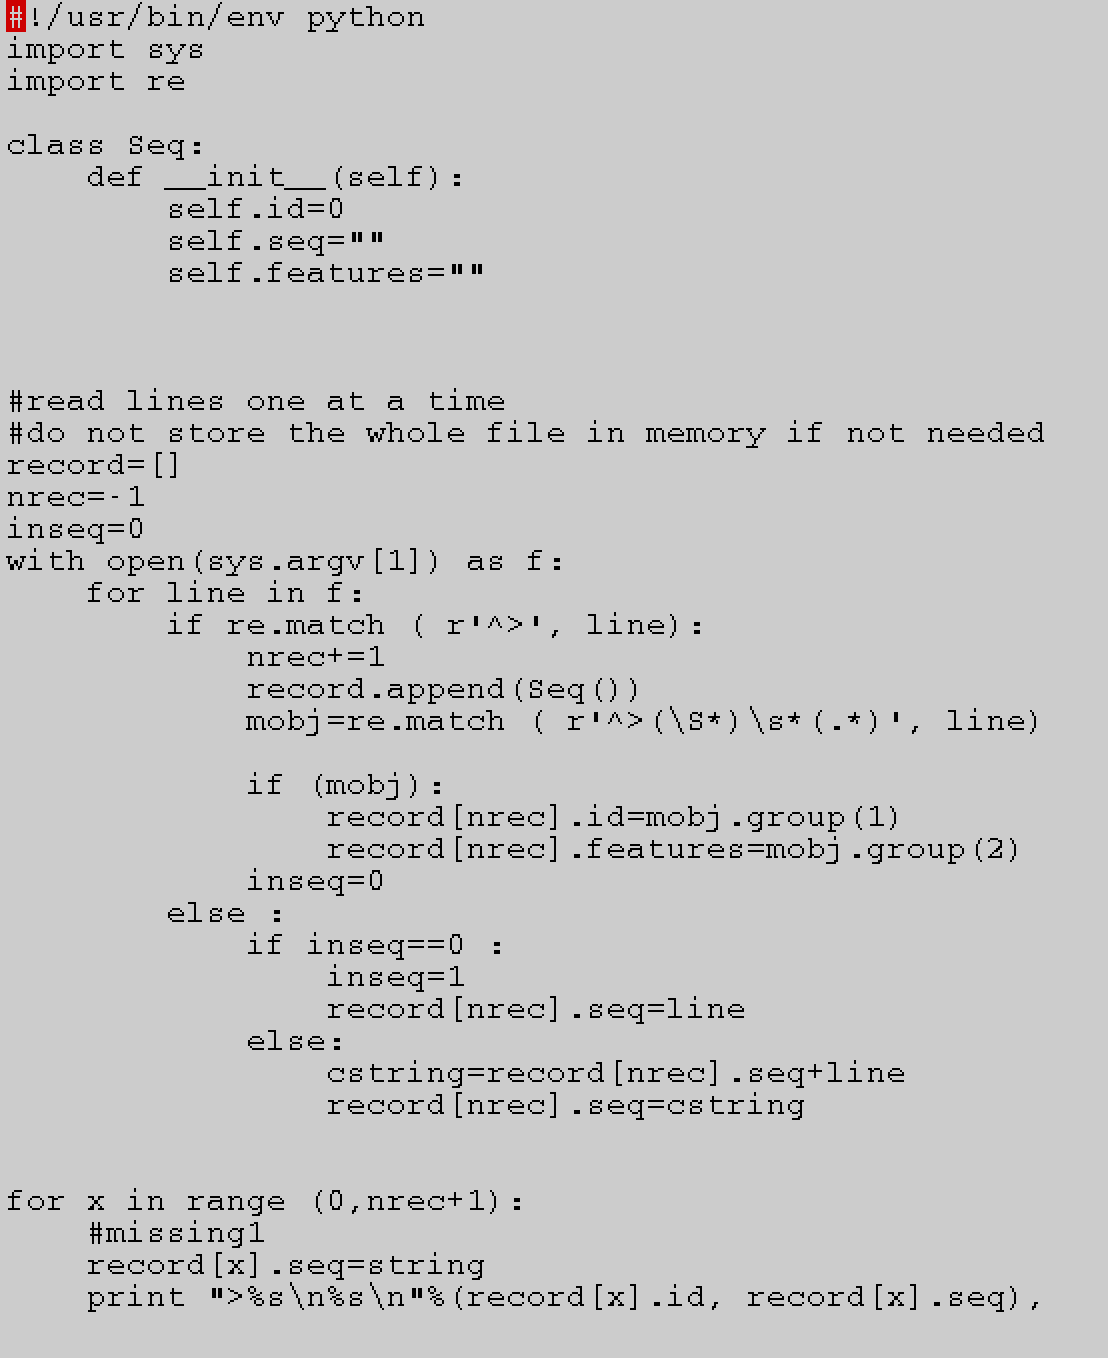 #!/usr/bin/env python
import sys
import re

class Seq:
    def __init__(self):
        self.id=0
        self.seq=""
        self.features=""

#read lines one at a time
#do not store the whole file in memory if not needed
record=[]
nrec=-1
inseq=0
with open(sys.argv[1]) as f:
    for line in f:
        if re.match ( r'^>', line):
            nrec+=1
            record.append(Seq())
            mobj=re.match ( r'^>(\S*)\s*(.*)', line)

            if (mobj):
                record[nrec].id=mobj.group(1)
                record[nrec].features=mobj.group(2)
            inseq=0
        else :
            if inseq==0 :
                inseq=1
                record[nrec].seq=line
            else:
                cstring=record[nrec].seq+line
                record[nrec].seq=cstring

for x in range (0,nrec+1):
    #missing1
    record[x].seq=string
    print ">%s\n%s\n"%(record[x].id, record[x].seq),